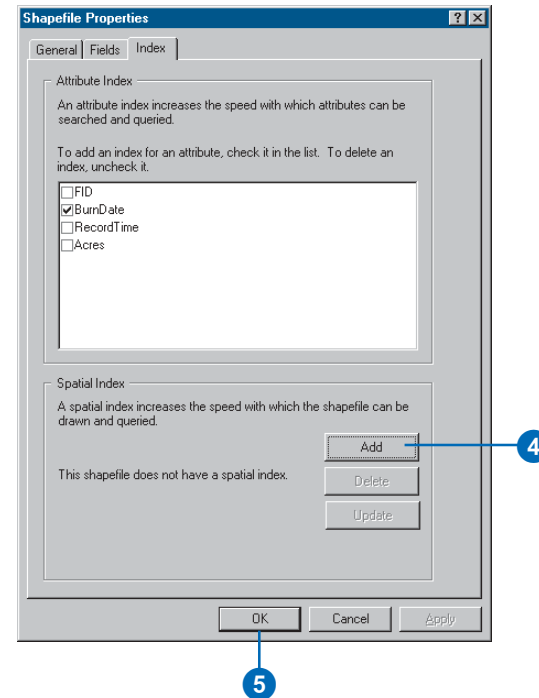 Shapefile Properties
General Fields Index
Attribute Index
An attribute index increases the speed with which attributes can be
searched and queried.
To add an index for an attribute, check it in the list. To delete an
index, uncheck it.
FID
BurnDate
RecordTime
Acres
Spatial Index
A spatial index increases the speed with which the shapefile can be
drawn and queried.
Add
4
This shapefile does not have a spatial index.
Delete
Update
OK Cancel Apply
5